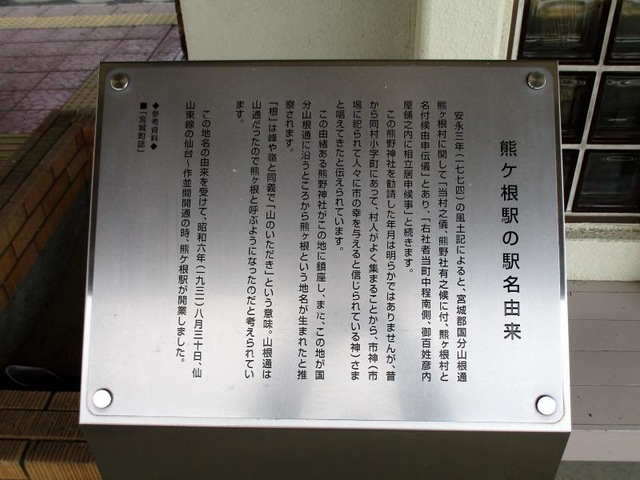 熊ケ根駅の駅名由来
安永三年（一七七四）の風土記によると、宮城郡国分山根通
熊ヶ根村に関して「当村之儀、熊野社有之候に付、熊ヶ根村と
名付候由申伝儀」とあり、「右社者当町中程南側、御百姓彦内
屋舗之内に相立居申候事」と続きます。
この熊野神社を勧請した年月は明らかではありませんが、昔
から同村小字町にあって、村人がよく集まることから、市神（市
場に祀られて人々に市の幸を与えると信じられている神）さま
と唱えてきたと伝えられています。
この由緒ある熊野神社がこの地に鎮座し、また、この地が国
分山根通に沿うところから熊ヶ根という地名が生まれたと推
察されます。
「根」は峰や嶺と同義で「山のいただき」という意味。山根通は
山通だったので熊ヶ根と呼ぶようになったのだと考えられてい
ます。
この地名の由来を受けて、昭和六年（一九三一）八月三十日、仙
山東線の仙台～作並間開通の時、熊ヶ根駅が開業しました。
◆参考資料◆
■「宮城町誌」